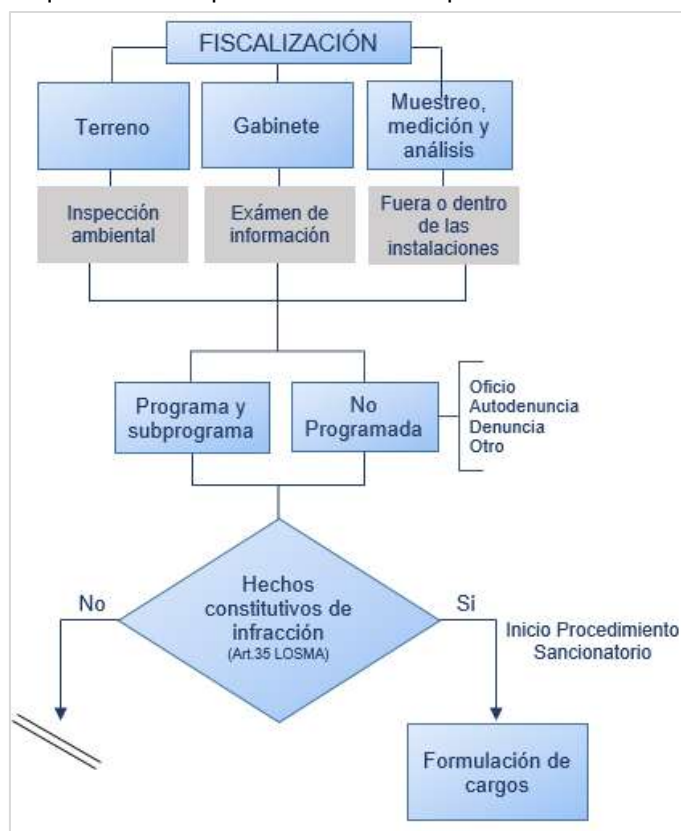 FISCALIZACIÓN
Terreno
Gabinete
Muestreo,
medición y
análisis
Inspección
ambiental
Exámen de
información
Fuera o dentro
de las
instalaciones
Programa y
subprograma
No
Programada
Oficio
Autodenuncia
Denuncia
Otro
Hechos
constitutivos de
infracción
(Art.35 LOSMA)
No
Si
Inicio Procedimiento
Sancionatorio
Formulación de
cargos